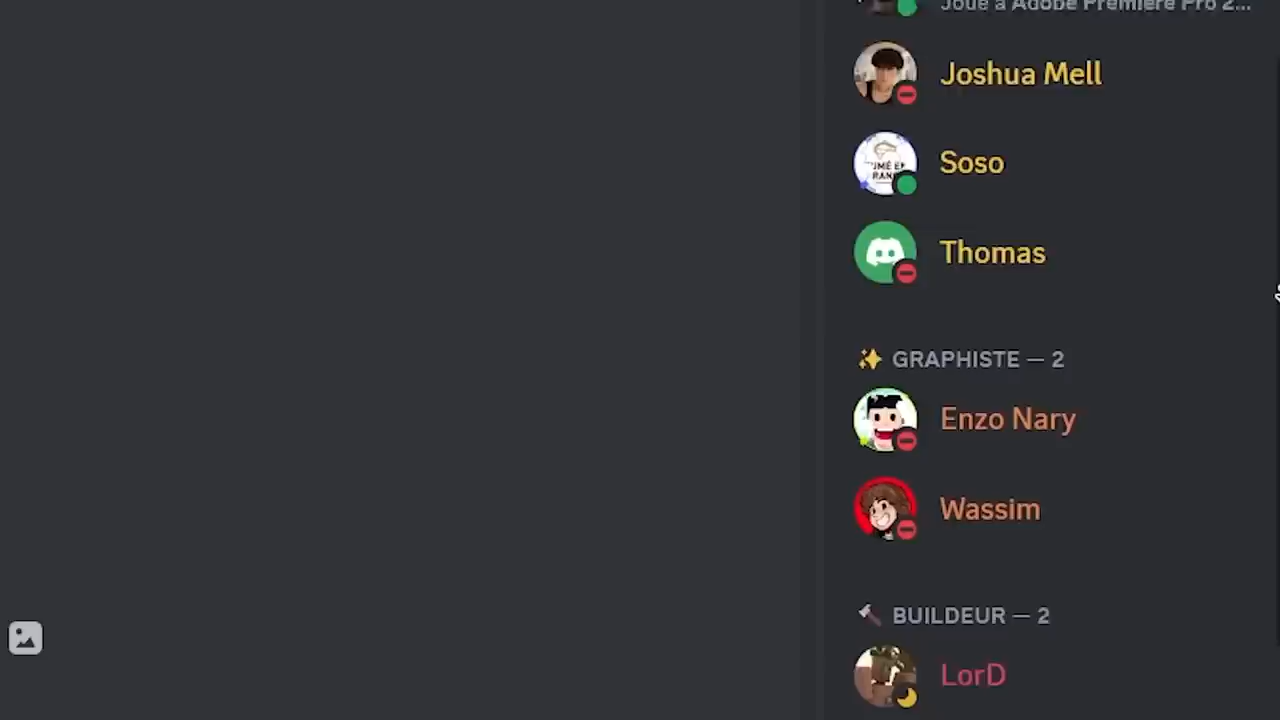 Joue à Adobe Premiere Pro 2...
Joshua Mell
Soso
Thomas
✨ GRAPHISTE — 2
Enzo Nary
Wassim
🔨 BUILDEUR — 2
LorD